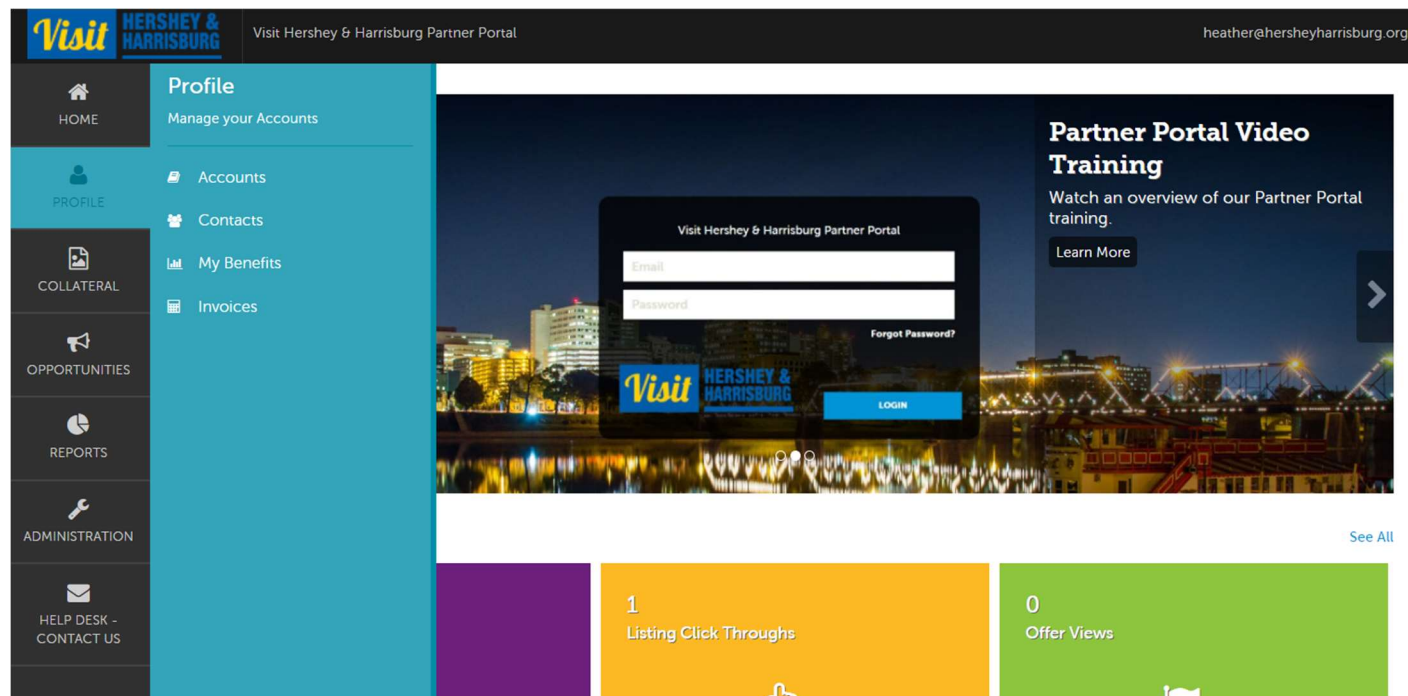 Visit HERSHEY &
HARRISBURG
Visit Hershey & Harrisburg Partner Portal
heather@hersheyharrisburg.org
HOME
PROFILE
COLLATERAL
OPPORTUNITIES
REPORTS
ADMINISTRATION
HELP DESK -
CONTACT US
Profile
Manage your Accounts
Accounts
Contacts
My Benefits
Invoices
Visit Hershey & Harrisburg Partner Portal
Email
Password
Forgot Password?
Visit HERSHEY &
HARRISBURG
LOGIN
Partner Portal Video
Training
Watch an overview of our Partner Portal
training.
Learn More
See All
1
Listing Click Throughs
0
Offer Views